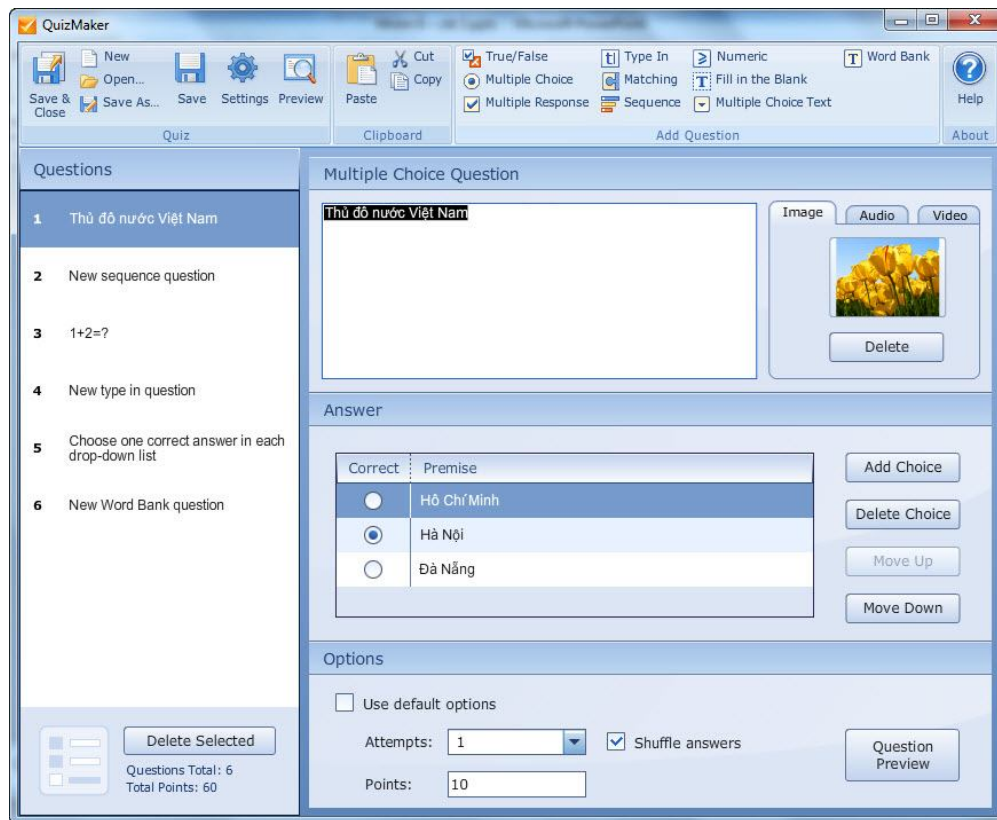 QuizMaker
New
Open...
Save As...
Save &
Close
Save
Settings
Preview
Quiz
Paste
Cut
Copy
Clipboard
True/False
Multiple Choice
Multiple Response
Type In
Matching
Sequence
Numeric
Fill in the Blank
Multiple Choice Text
Word Bank
Add Question
Help
About
Questions
1 Thủ đô nước Việt Nam
2 New sequence question
3 1+2=?
4 New type in question
5 Choose one correct answer in each
drop-down list
6 New Word Bank question
Delete Selected
Questions Total: 6
Total Points: 60
Multiple Choice Question
Thủ đô nước Việt Nam
Image Audio Video
Delete
Answer
Correct Premise
Hồ Chí Minh
Hà Nội
Đà Nẵng
Add Choice
Delete Choice
Move Up
Move Down
Options
Use default options
Attempts: 1
Shuffle answers
Points: 10
Question
Preview